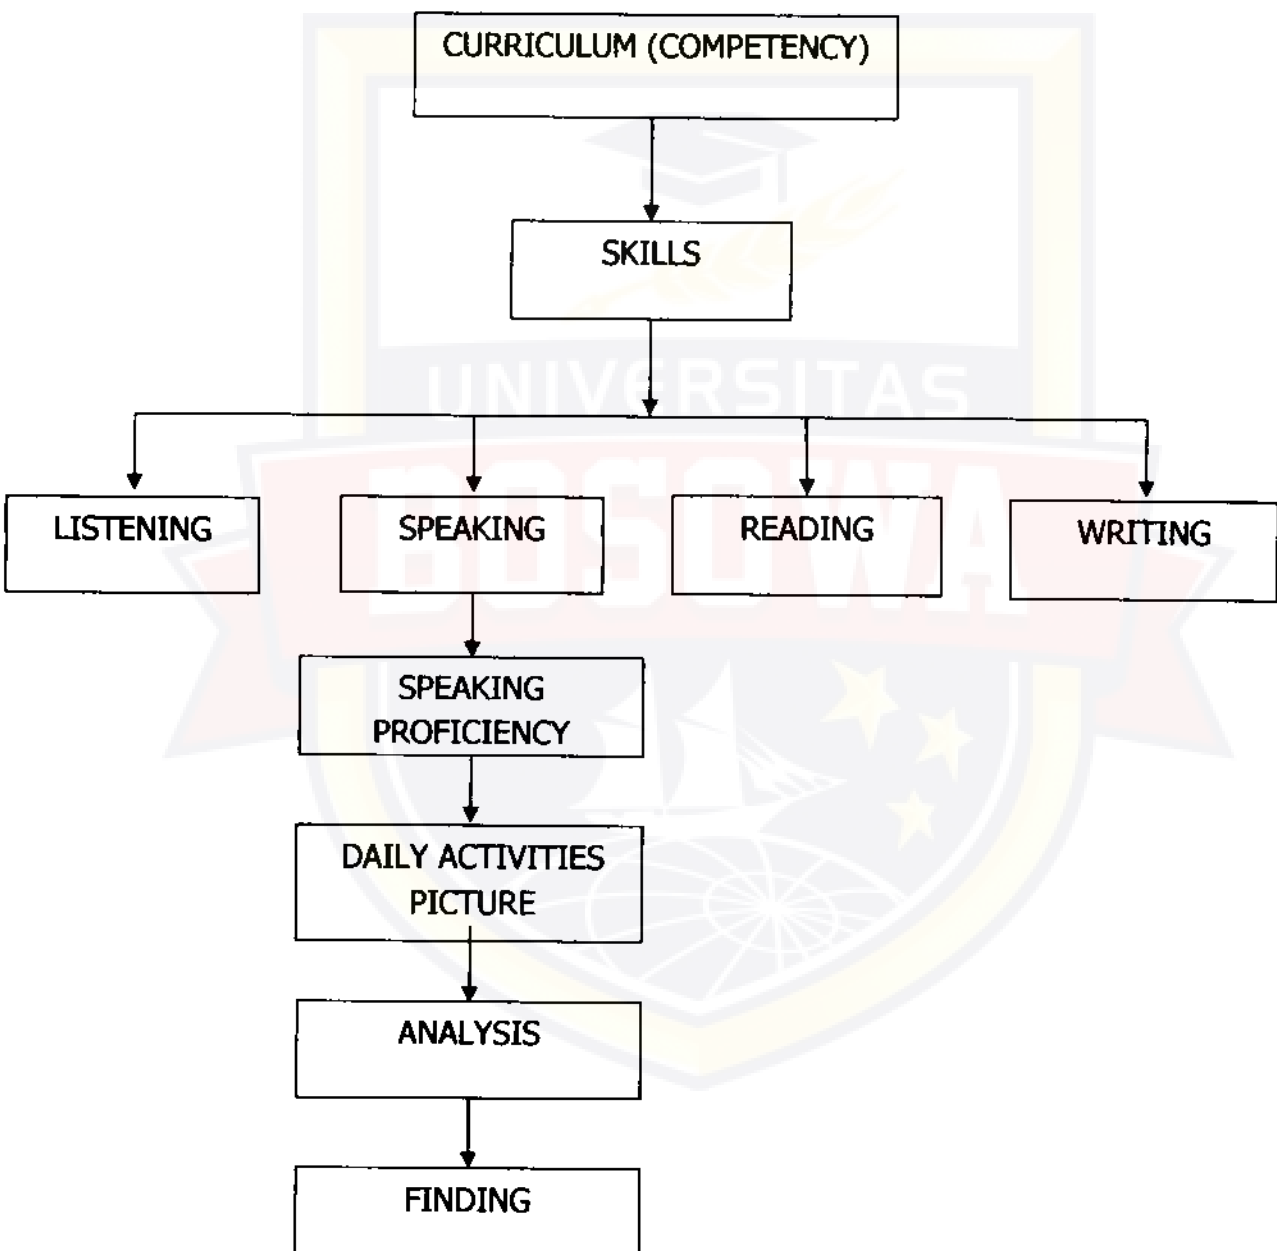 CURRICULUM (COMPETENCY)
SKILLS
UNIVERSITAS
BOSOWA
LISTENING
SPEAKING
READING
WRITING
SPEAKING
PROFICIENCY
DAILY ACTIVITIES
PICTURE
ANALYSIS
FINDING